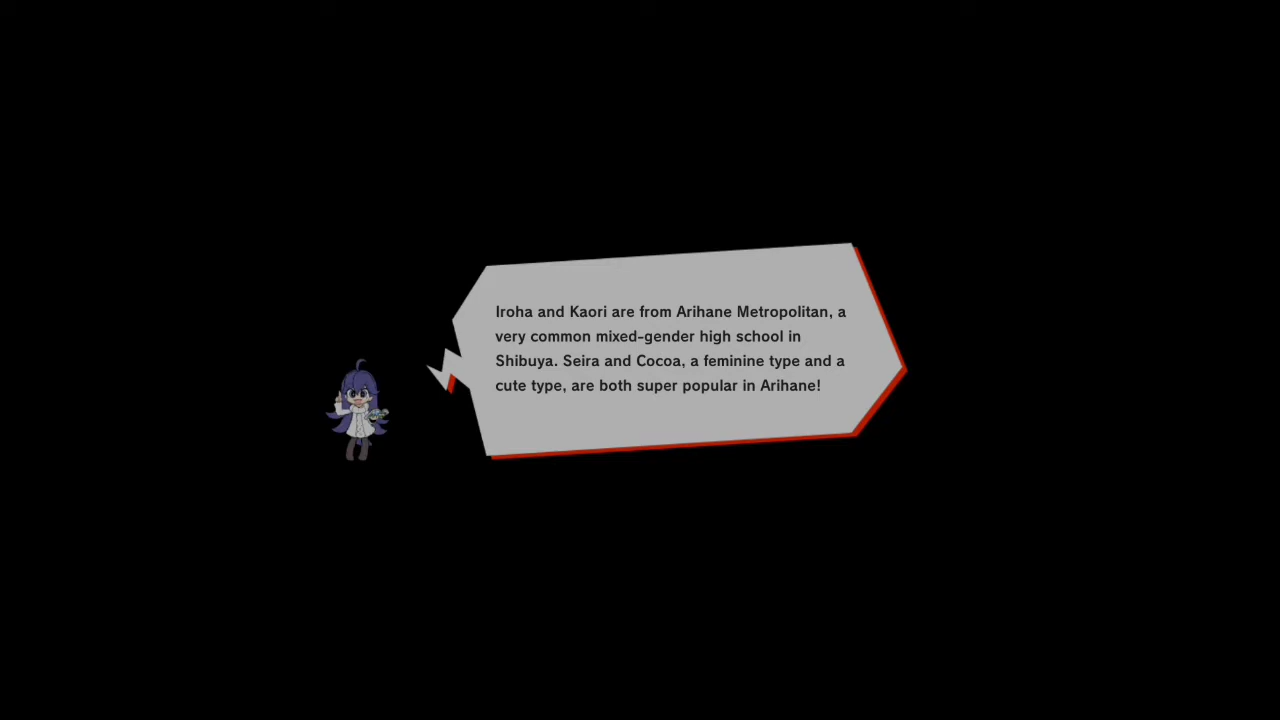 Iroha and Kaori are from Arihane Metropolitan, a
very common mixed-gender high school in
Shibuya. Seira and Cocoa, a feminine type and a
cute type, are both super popular in Arihane!